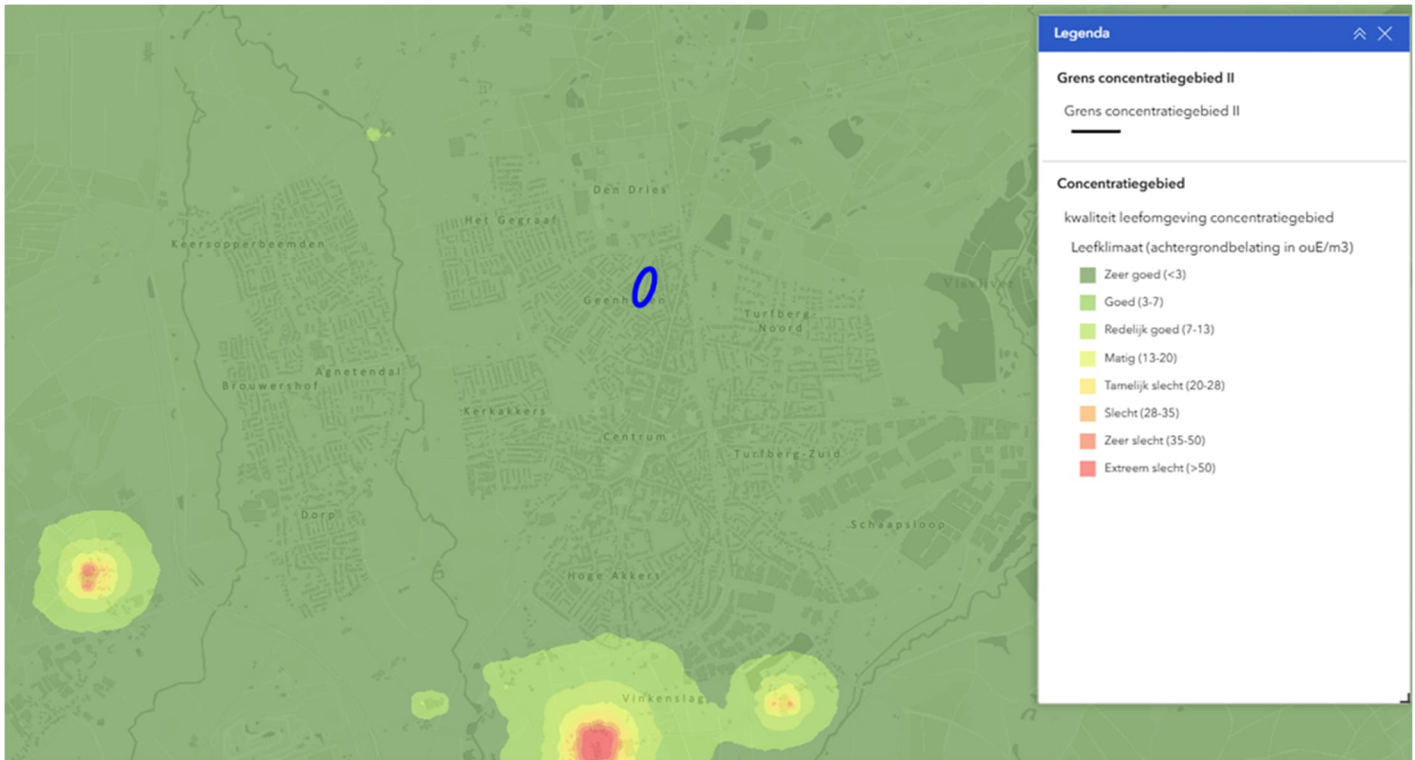 Legenda
Grens concentratiegebied II
Grens concentratiegebied II
Concentratiegebied
kwaliteit leefomgeving concentratiegebied
Leefklimaat (achtergrondbelating in ouE/m3)
Zeer goed (<3)
Goed (3-7)
Redelijk goed (7-13)
Matig (13-20)
Tamelijk slecht (20-28)
Slecht (28-35)
Zeer slecht (35-50)
Extreem slecht (>50)
Den Dries
Het Gegraaf
Keersopperbeemden
Visvijver
Turfberg
Noord
Agnetendal
Brouwershof
Kerkakkers
Centrum
Turfberg-Zuid
Dorp
Schaapsloop
Hoge Akkers
Vinkenslag